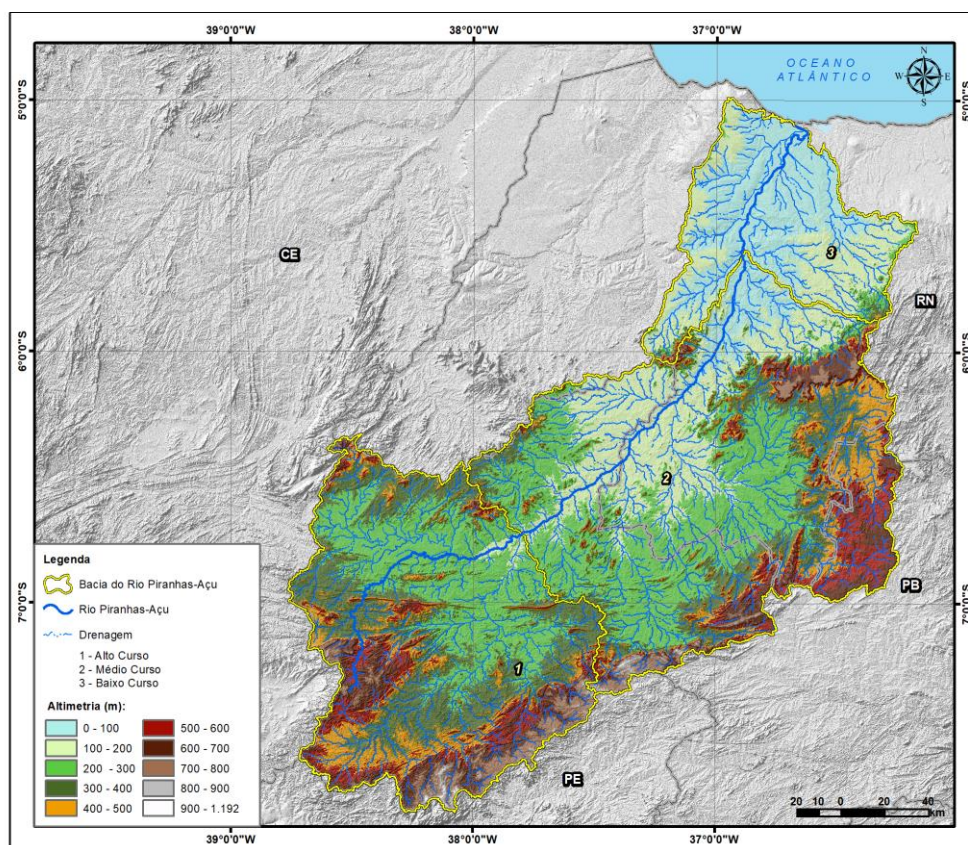 39°0'0"W
38°0'0"W
37°0'0"W
OCEANO
ATLÂNTICO
N
W
E
S
5°0'0"S
5°0'0"S
CE
3
RN
6°0'0"S
6°0'0"S
2
PB
7°0'0"S
7°0'0"S
1
PE
Legenda
Bacia do Rio Piranhas-Açu
Rio Piranhas-Açu
Drenagem
1 - Alto Curso
2 - Médio Curso
3 - Baixo Curso
Altimetria (m):
0 - 100
100 - 200
200 - 300
300 - 400
400 - 500
500 - 600
600 - 700
700 - 800
800 - 900
900 - 1.192
20 10 0 20 40
km
39°0'0"W
38°0'0"W
37°0'0"W